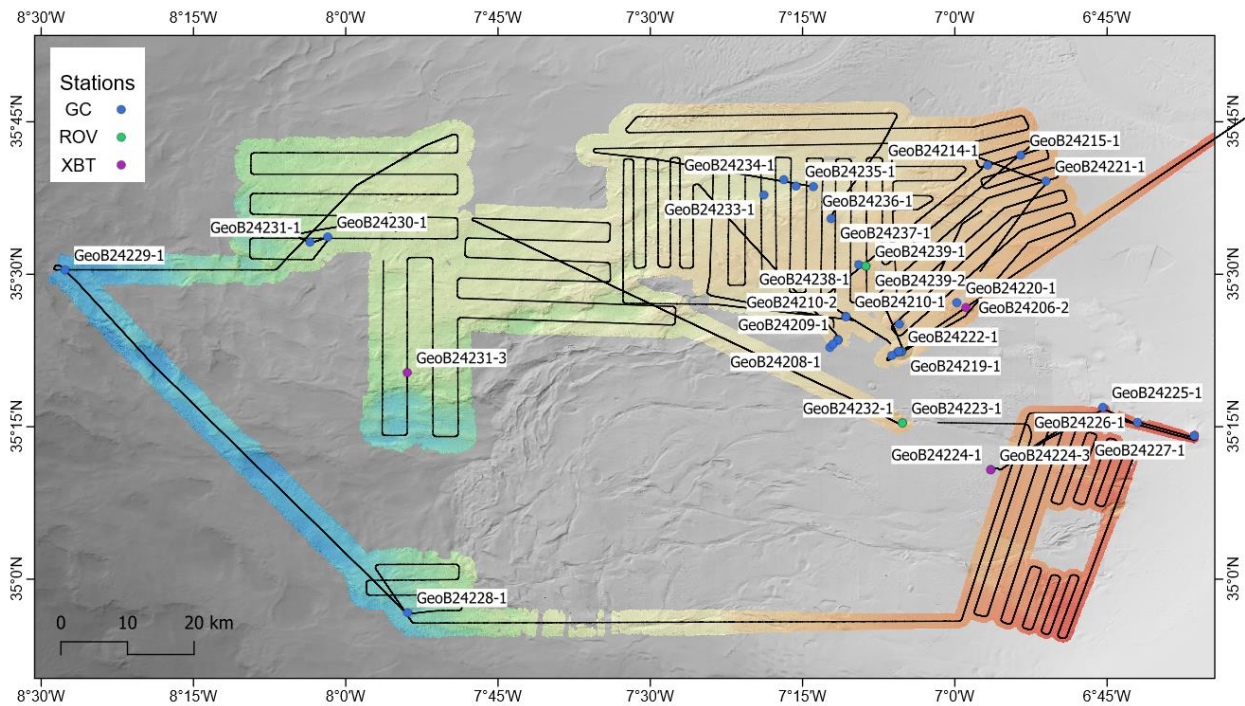 8°30'W 8°15'W 8°0'W 7°45'W 7°30'W 7°15'W 7°0'W 6°45'W
Stations
GC
ROV
XBT
35°45'N 35°45'N
GeoB24214-1 GeoB24215-1
GeoB24234-1 GeoB24235-1 GeoB24221-1
GeoB24236-1
GeoB24233-1
GeoB24231-1 GeoB24230-1
GeoB24237-1
GeoB24229-1
GeoB24239-1
35°30'N 35°30'N
GeoB24238-1 GeoB24239-2
GeoB24220-1
GeoB24210-2 GeoB24210-1 GeoB24206-2
GeoB24209-1
GeoB24222-1
GeoB24231-3
GeoB24208-1 GeoB24219-1
GeoB24225-1
GeoB24232-1 GeoB24223-1
35°15'N 35°15'N
GeoB24226-1
GeoB24224-1 GeoB24224-3 GeoB24227-1
35°0'N 35°0'N
GeoB24228-1
0 10 20 km
8°30'W 8°15'W 8°0'W 7°45'W 7°30'W 7°15'W 7°0'W 6°45'W